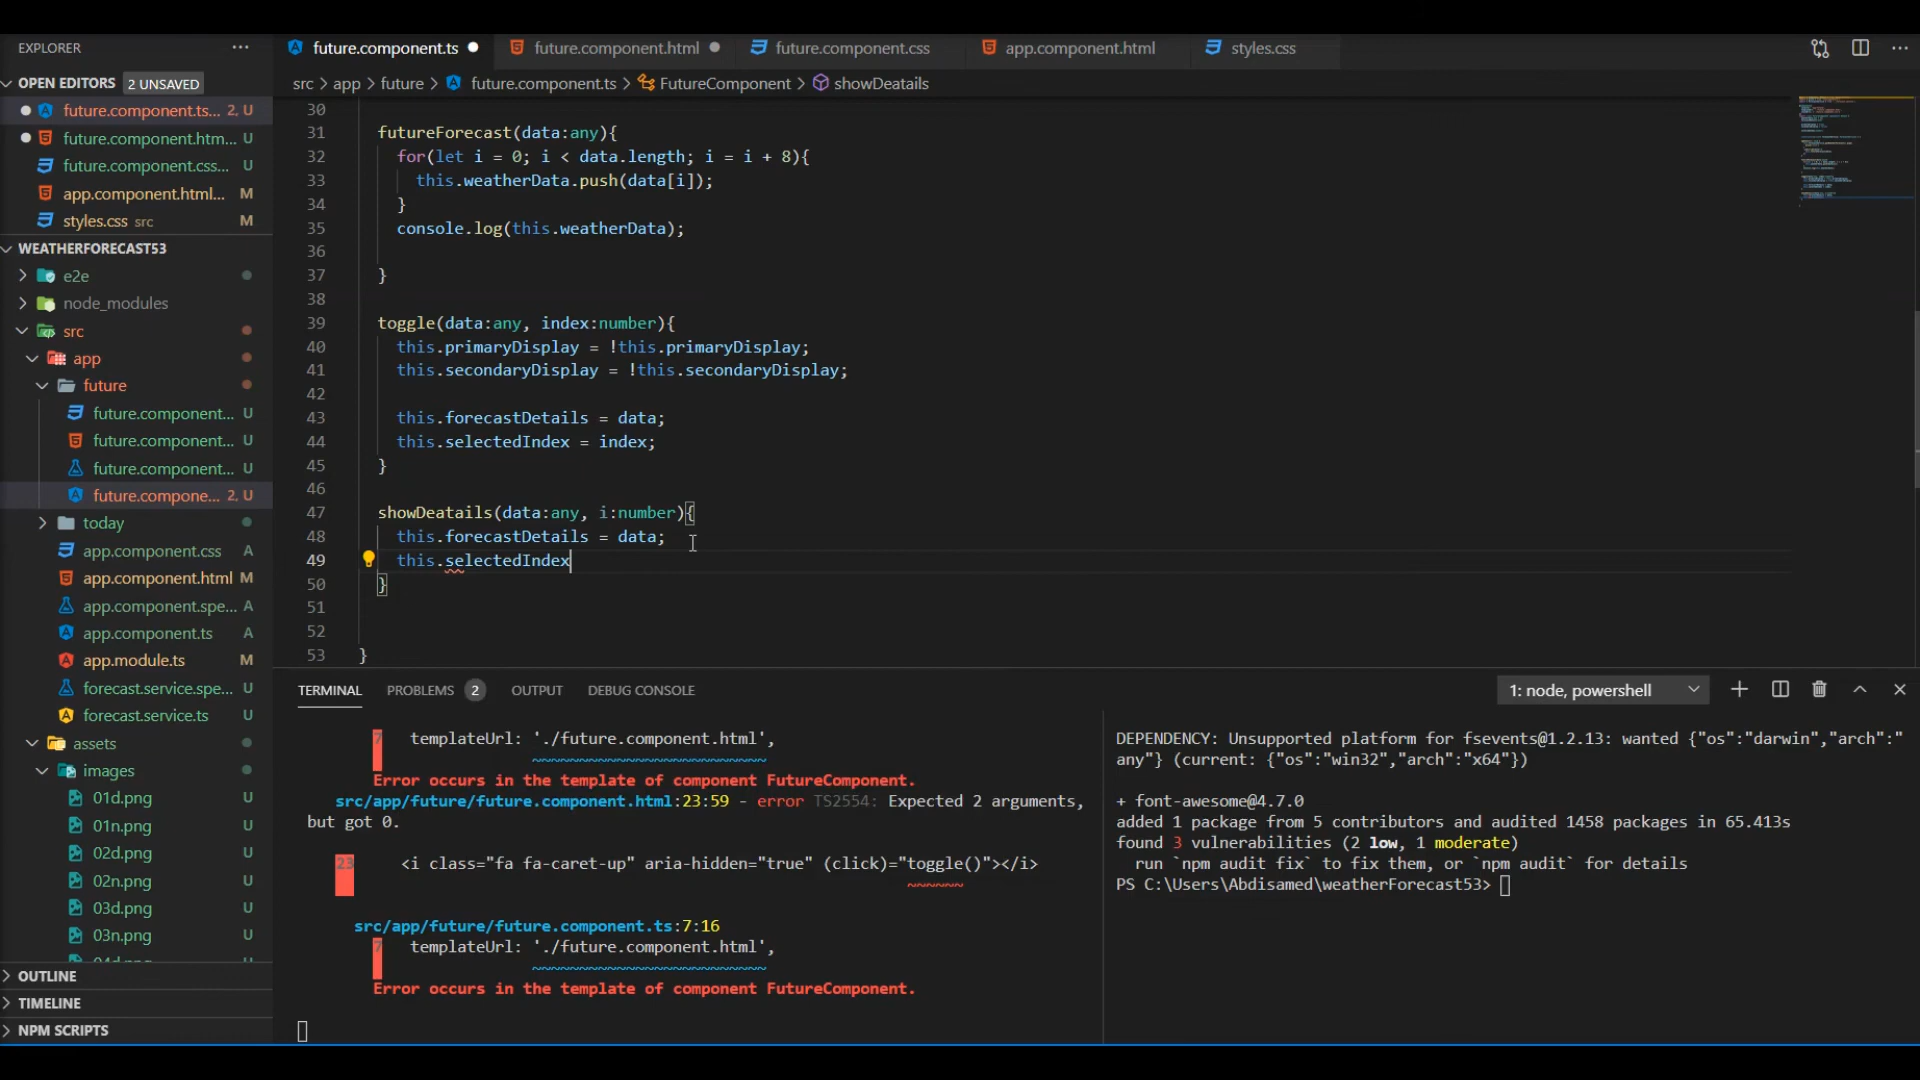 EXPLORER
OPEN EDITORS 2 UNSAVED
future.component.ts... 2, U
future.component.htm... U
future.component.css... U
app.component.html... M
styles.css src M
WEATHERFORECAST53
e2e
node_modules
src
app
future
future.component... U
future.component... U
future.component... U
future.compone... 2, U
today
app.component.css A
app.component.html M
app.component.spe... A
app.component.ts A
app.module.ts M
forecast.service.spe... U
forecast.service.ts U
assets
images
01d.png
01n.png
02d.png
02n.png
03d.png
03n.png
04d.png
OUTLINE
TIMELINE
NPM SCRIPTS
future.component.ts future.component.html future.component.css app.component.html styles.css
src > app > future > future.component.ts > FutureComponent > showDeatails
30
31 futureForecast(data:any){
32 for(let i = 0; i < data.length; i = i + 8){
33 this.weatherData.push(data[i]);
34 }
35 console.log(this.weatherData);
36
37 }
38
39 toggle(data:any, index:number){
40 this.primaryDisplay = !this.primaryDisplay;
41 this.secondaryDisplay = !this.secondaryDisplay;
42
43 this.forecastDetails = data;
44 this.selectedIndex = index;
45 }
46
47 showDeatails(data:any, i:number){
48 this.forecastDetails = data;
49 this.selectedIndex
50 }
51
52
53 }
TERMINAL PROBLEMS 2 OUTPUT DEBUG CONSOLE 1: node, powershell
7 templateUrl: './future.component.html',
~~~~~~~~~~~~~~~~~~~~~~~~~
Error occurs in the template of component FutureComponent.
src/app/future/future.component.html:23:59 - error TS2554: Expected 2 arguments,
but got 0.
23 <i class="fa fa-caret-up" aria-hidden="true" (click)="toggle()"></i>
~~~~~~
src/app/future/future.component.ts:7:16
7 templateUrl: './future.component.html',
~~~~~~~~~~~~~~~~~~~~~~~~~
Error occurs in the template of component FutureComponent.
DEPENDENCY: Unsupported platform for fsevents@1.2.13: wanted {"os":"darwin","arch":"
any"} (current: {"os":"win32","arch":"x64"})
+ font-awesome@4.7.0
added 1 package from 5 contributors and audited 1458 packages in 65.413s
found 3 vulnerabilities (2 low, 1 moderate)
run `npm audit fix` to fix them, or `npm audit` for details
PS C:\Users\Abdisamed\weatherForecast53>